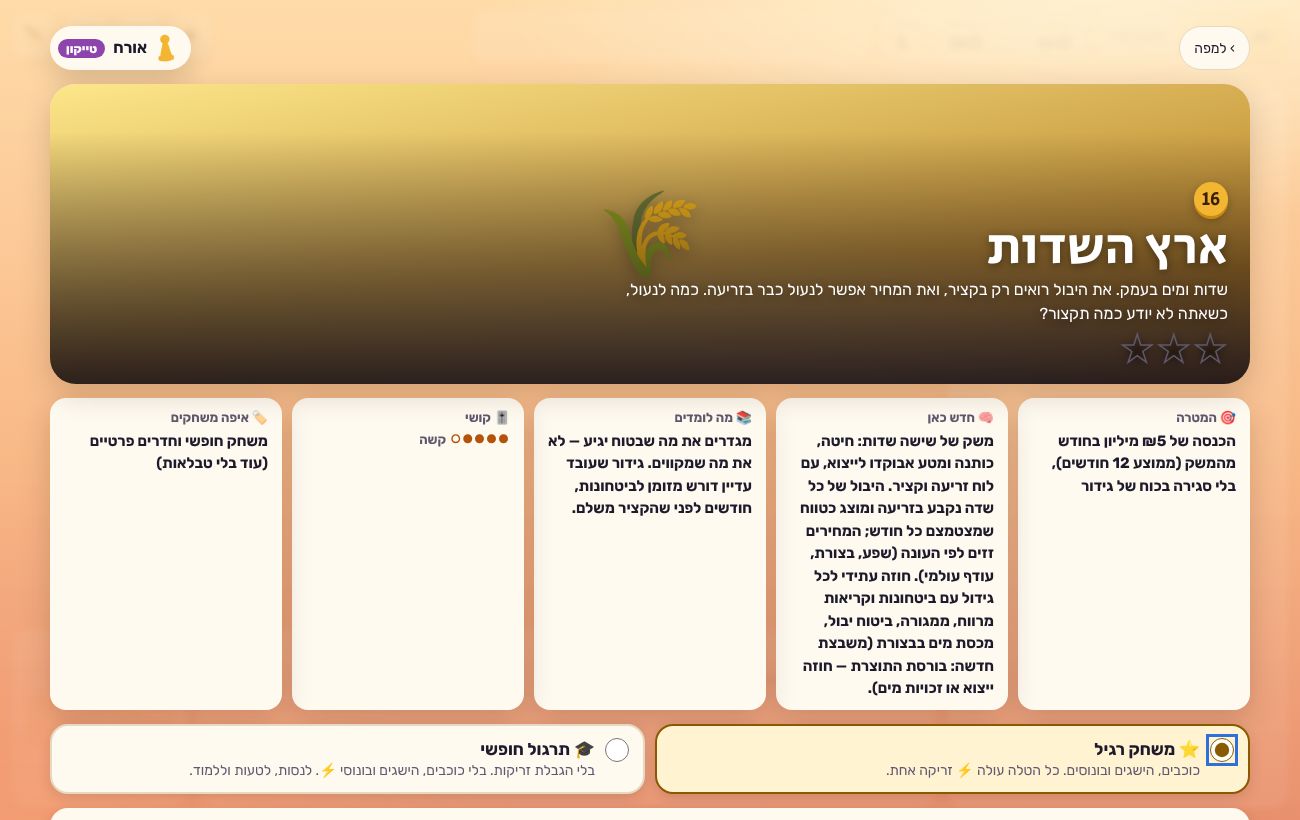 ‹ למפה
אורח טייקון
16
ארץ השדות
שדות ומים בעמק. את היבול רואים רק בקציר, ואת המחיר אפשר לנעול כבר בזריעה. כמה לנעול,
כשאתה לא יודע כמה תקצור?
🎯 המטרה
הכנסה של 5₪ מיליון בחודש
מהמשק (ממוצע 12 חודשים),
בלי סגירה בכוח של גידור
🧠 חדש כאן
משק של שישה שדות: חיטה,
כותנה ומטע אבוקדו לייצוא, עם
לוח זריעה וקציר. היבול של כל
שדה נקבע בזריעה ומוצג כטווח
שמצטמצם כל חודש; המחירים
זזים לפי העונה (שפע, בצורת,
עודף עולמי). חוזה עתידי לכל
גידול עם ביטחונות וקריאות
מרווח, ממגורה, ביטוח יבול,
מכסת מים בבצורת (משבצת
חדשה: בורסת התוצרת – חוזה
ייצוא או זכויות מים).
📚 מה לומדים
מגדרים את מה שבטוח יגיע – לא
את מה שמקווים. גידור שעובד
עדיין דורש מזומן לביטחונות,
חודשים לפני שהקציר משלם.
🎚️ קושי
קשה
🏷️ איפה משחקים
משחק חופשי וחדרים פרטיים
(עוד בלי טבלאות)
⭐ משחק רגיל
כוכבים, הישגים ובונוסים. כל הטלה עולה ⚡ זריקה אחת.
🎓 תרגול חופשי
בלי הגבלת זריקות. בלי כוכבים, הישגים ובונוסי ⚡. לנסות, לטעות וללמוד.